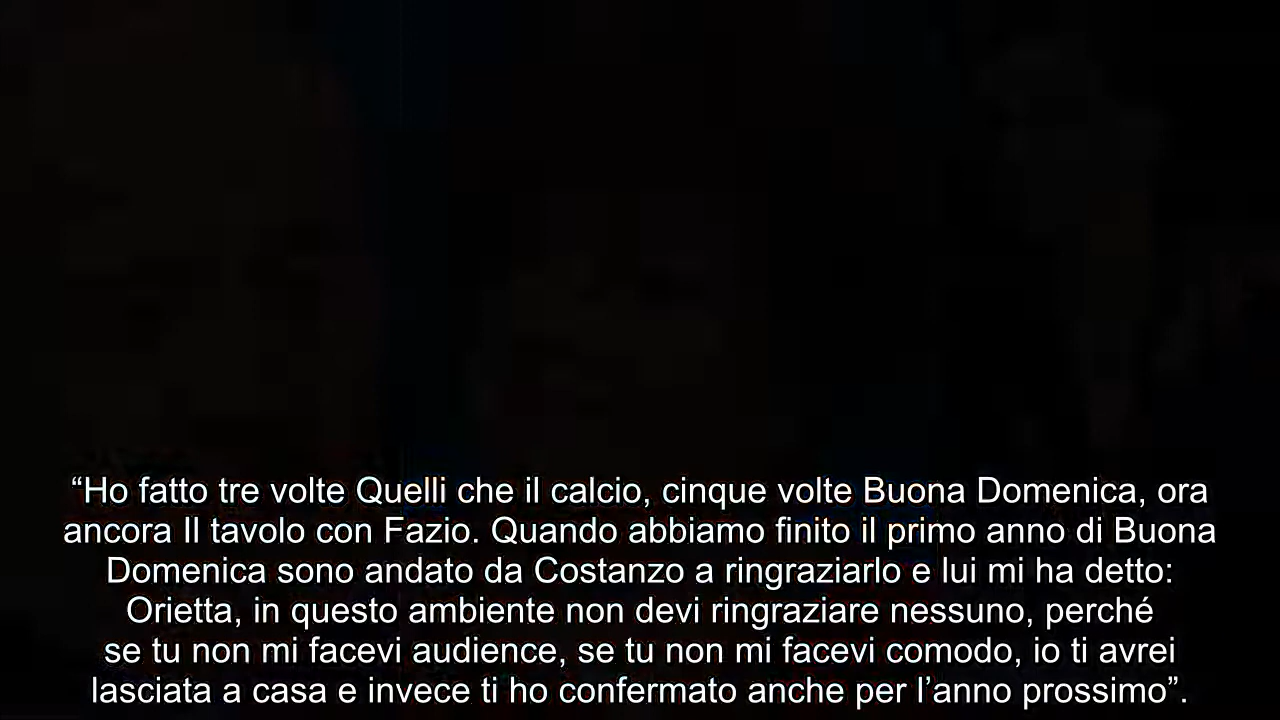 “Ho fatto tre volte Quelli che il calcio, cinque volte Buona Domenica, ora
ancora Il tavolo con Fazio. Quando abbiamo finito il primo anno di Buona
Domenica sono andato da Costanzo a ringraziarlo e lui mi ha detto:
Orietta, in questo ambiente non devi ringraziare nessuno, perché
se tu non mi facevi audience, se tu non mi facevi comodo, io ti avrei
lasciata a casa e invece ti ho confermato anche per l’anno prossimo”.